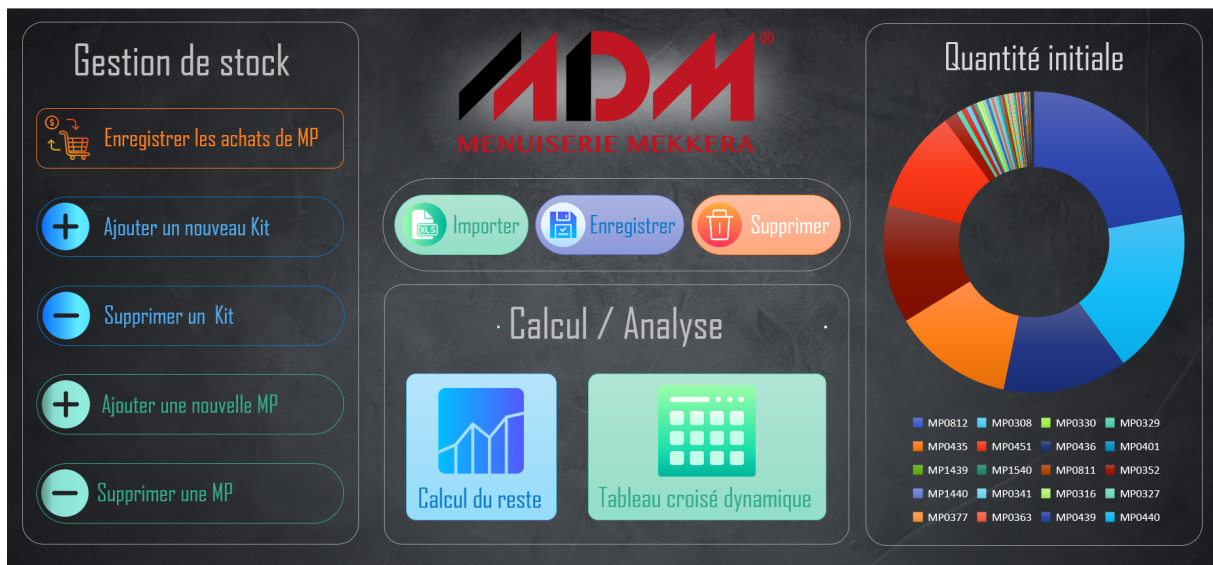 Gestion de stock
Enregistrer les achats de MP
Ajouter un nouveau Kit
Supprimer un Kit
Ajouter une nouvelle MP
Supprimer une MP
MDM®
MENUISERIE MEKKERA
XLS
Importer
Enregistrer
Supprimer
Calcul / Analyse
Calcul du reste
Tableau croisé dynamique
Quantité initiale
MP0812 MP0308 MP0330 MP0329
MP0435 MP0451 MP0436 MP0401
MP1439 MP1540 MP0811 MP0352
MP1440 MP0341 MP0316 MP0327
MP0377 MP0363 MP0439 MP0440